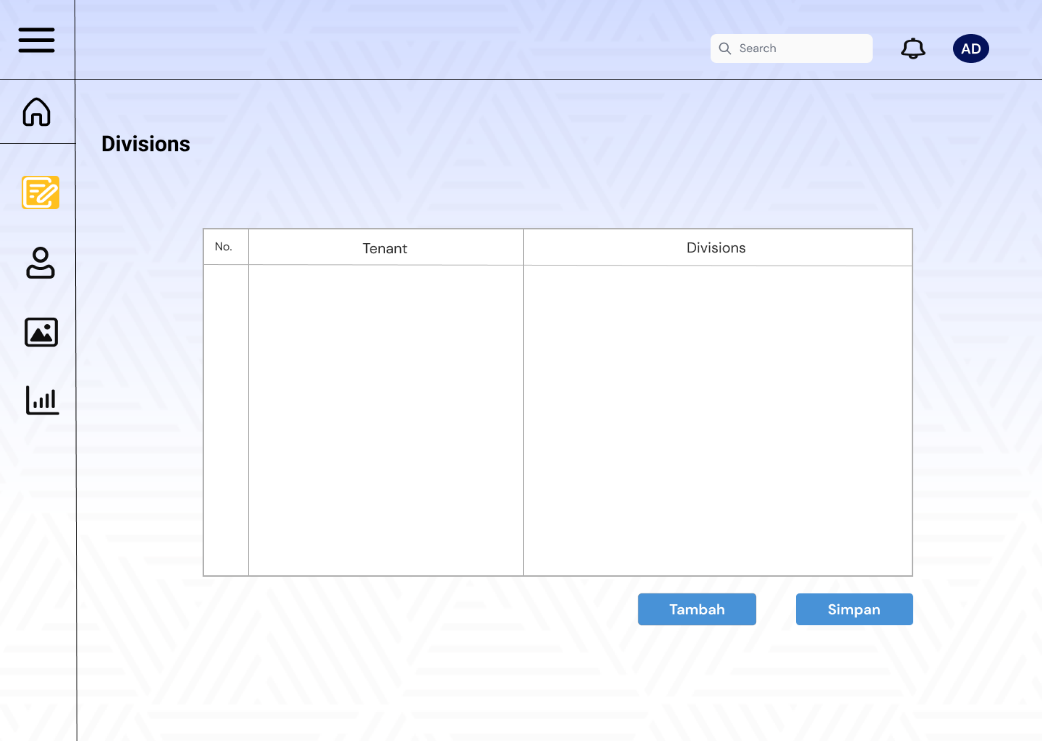 Search
AD
Divisions
No.
Tenant
Divisions
Tambah
Simpan